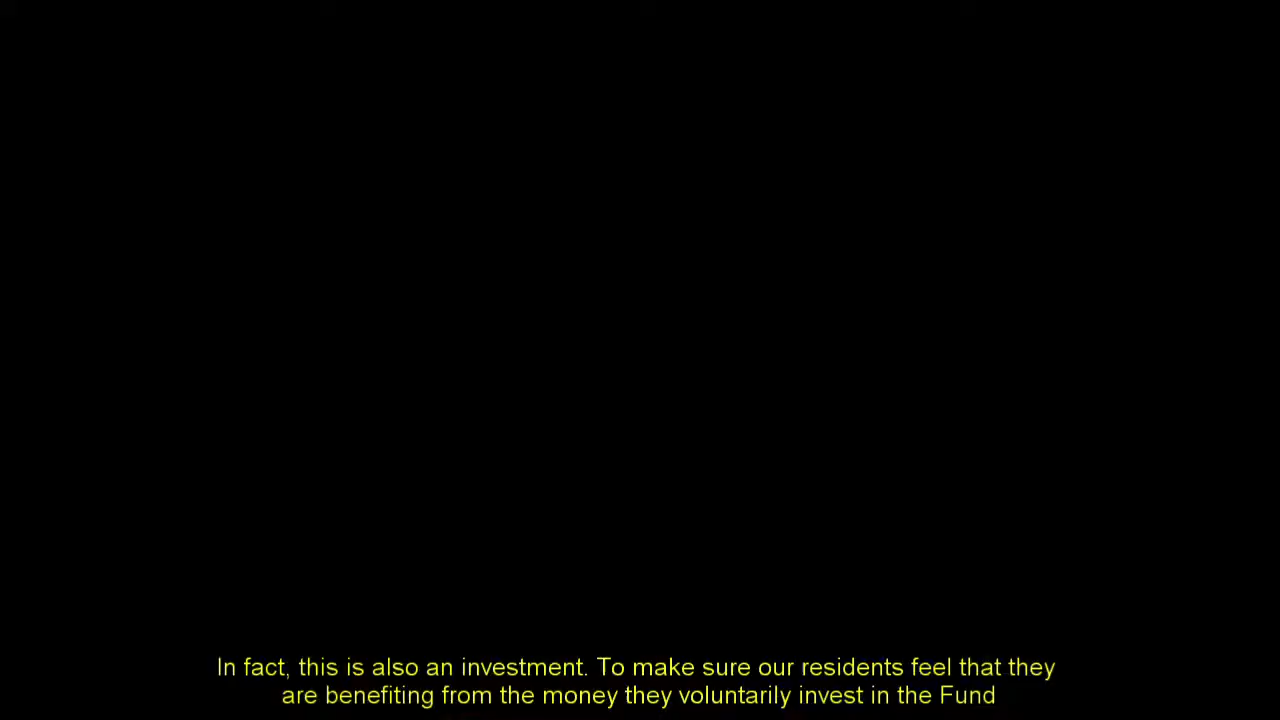 In fact, this is also an investment. To make sure our residents feel that they
are benefiting from the money they voluntarily invest in the Fund